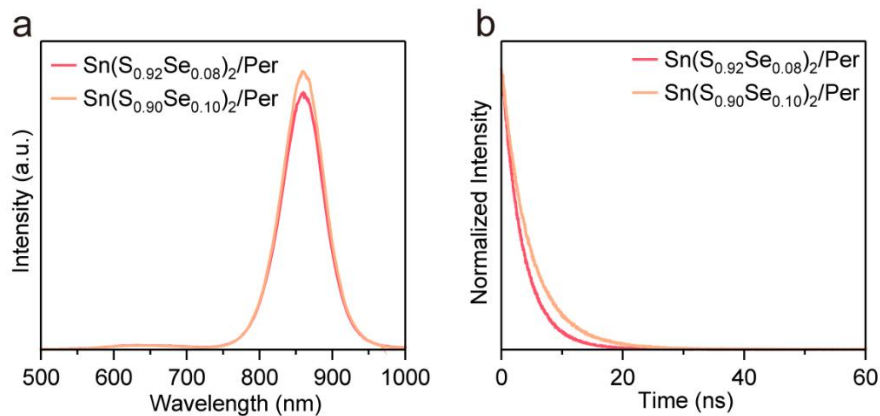 a
Sn(S0.92Se0.08)2/Per
Sn(S0.90Se0.10)2/Per
Intensity (a.u.)
500 600 700 800 900 1000
Wavelength (nm)
b
Sn(S0.92Se0.08)2/Per
Sn(S0.90Se0.10)2/Per
Normalized Intensity
0 20 40 60
Time (ns)